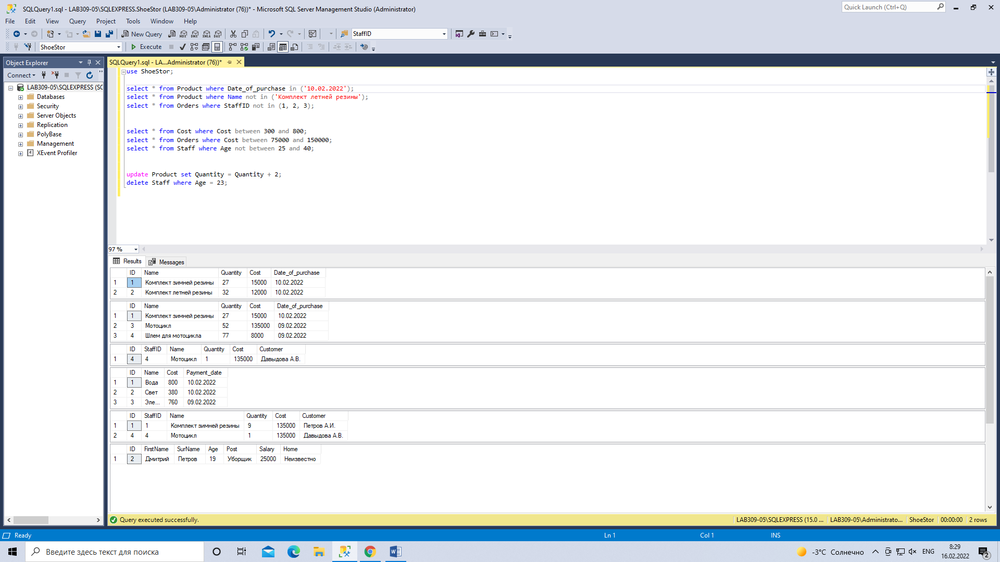 SQLQuery1.sql - LAB309-05\SQLEXPRESS.ShoeStor (LAB309-05\Administrator (76))* - Microsoft SQL Server Management Studio (Administrator)
Quick Launch (Ctrl+Q)
File Edit View Query Project Tools Window Help
New Query MDX DMX XMLA DAX StaffID
ShoeStor Execute
Object Explorer
Connect
LAB309-05\SQLEXPRESS (SC
Databases
Security
Server Objects
Replication
PolyBase
Management
XEvent Profiler
SQLQuery1.sql - LA...Administrator (76))*
use ShoeStor;
select * from Product where Date_of_purchase in ('10.02.2022');
select * from Product where Name not in ('Комплект летней резины');
select * from Orders where StaffID not in (1, 2, 3);
select * from Cost where Cost between 300 and 800;
select * from Orders where Cost between 75000 and 150000;
select * from Staff where Age not between 25 and 40;
update Product set Quantity = Quantity + 2;
delete Staff where Age = 23;
97 %
Results Messages
ID Name Quantity Cost Date_of_purchase
1 1 Комплект зимней резины 27 15000 10.02.2022
2 2 Комплект летней резины 32 12000 10.02.2022
ID Name Quantity Cost Date_of_purchase
1 1 Комплект зимней резины 27 15000 10.02.2022
2 3 Мотоцикл 52 135000 09.02.2022
3 4 Шлем для мотоцикла 77 8000 09.02.2022
ID StaffID Name Quantity Cost Customer
1 4 4 Мотоцикл 1 135000 Давыдова А.В.
ID Name Cost Payment_date
1 1 Вода 800 10.02.2022
2 2 Свет 380 10.02.2022
3 3 Эле... 760 09.02.2022
ID StaffID Name Quantity Cost Customer
1 1 1 Комплект зимней резины 9 135000 Петров А.И.
2 4 4 Мотоцикл 1 135000 Давыдова А.В.
ID FirstName SurName Age Post Salary Home
1 2 Дмитрий Петров 19 Уборщик 25000 Неизвестно
Query executed successfully. LAB309-05\SQLEXPRESS (15.0 ... LAB309-05\Administrato... ShoeStor 00:00:00 2 rows
Ready Ln 1 Col 1 INS
Введите здесь текст для поиска
-3°C Солнечно ENG 8:29
16.02.2022 2